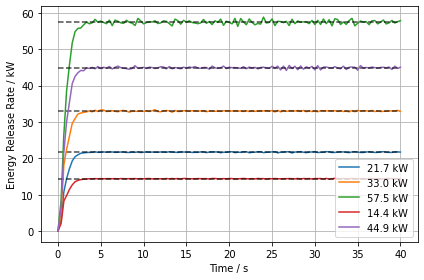 60
50
40
30
20
10
0
Energy Release Rate / kW
21.7 kW
33.0 kW
57.5 kW
14.4 kW
44.9 kW
0 5 10 15 20 25 30 35 40
Time / s